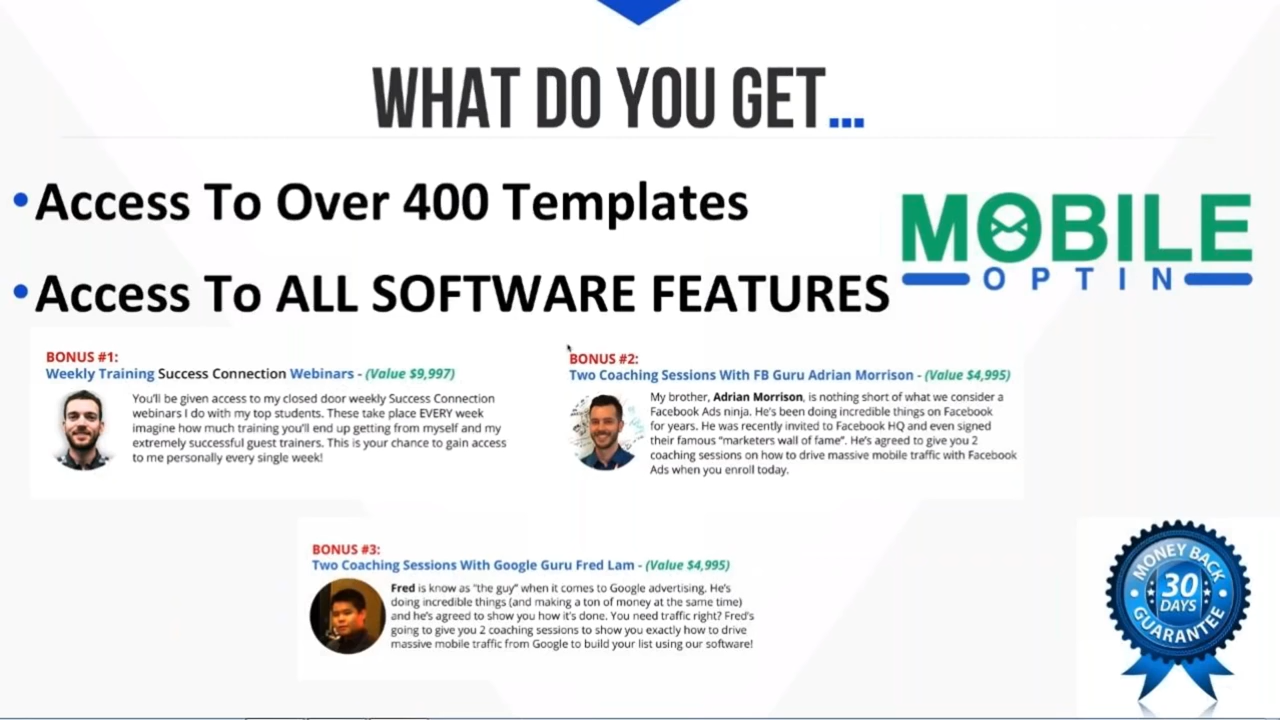 WHAT DO YOU GET...
•Access To Over 400 Templates
•Access To ALL SOFTWARE FEATURES
MOBILE
OPTIN
BONUS #1:
Weekly Training Success Connection Webinars - (Value $9,997)
You'll be given access to my closed door weekly Success Connection
webinars I do with my top students. These take place EVERY week
imagine how much training you'll end up getting from myself and my
extremely successful guest trainers. This is your chance to gain access
to me personally every single week!
BONUS #2:
Two Coaching Sessions With FB Guru Adrian Morrison - (Value $4,995)
My brother, Adrian Morrison, is nothing short of what we consider a
Facebook Ads ninja. He's been doing incredible things on Facebook
for years. He was recently invited to Facebook HQ and even signed
their famous "marketers wall of fame". He's agreed to give you 2
coaching sessions on how to drive massive mobile traffic with Facebook
Ads when you enroll today.
BONUS #3:
Two Coaching Sessions With Google Guru Fred Lam - (Value $4,995)
Fred is know as "the guy" when it comes to Google advertising. He's
doing incredible things (and making a ton of money at the same time)
and he's agreed to show you how it's done. You need traffic right? Fred's
going to give you 2 coaching sessions to show you exactly how to drive
massive mobile traffic from Google to build your list using our software!
MONEY BACK
30
DAYS
GUARANTEE